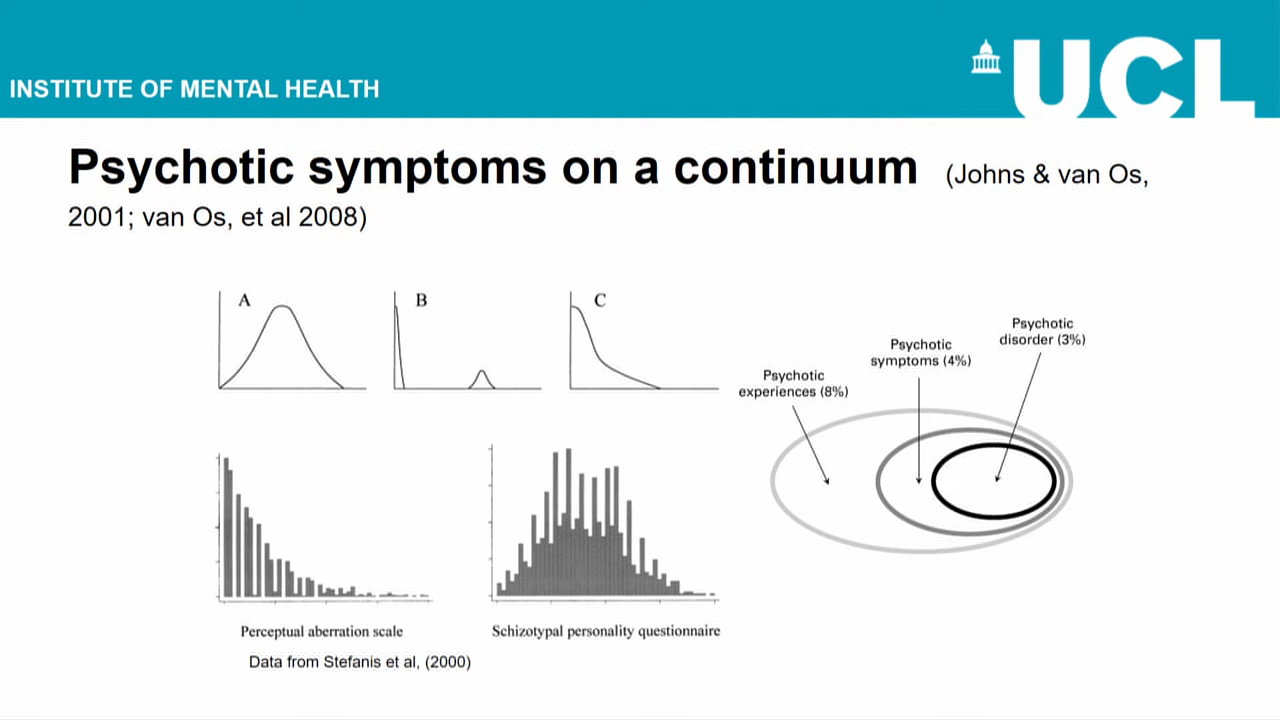 INSTITUTE OF MENTAL HEALTH
UCL
Psychotic symptoms on a continuum (Johns & van Os,
2001; van Os, et al 2008)
A
B
C
Psychotic
experiences (8%)
Psychotic
symptoms (4%)
Psychotic
disorder (3%)
Perceptual aberration scale
Schizotypal personality questionnaire
Data from Stefanis et al, (2000)